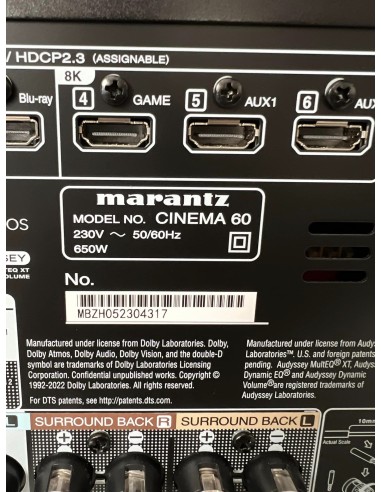 / HDCP2.3 (ASSIGNABLE)
8K
Blu-ray
4
GAME
5
AUX1
6
marantz
MODEL NO. CINEMA 60
230V ~ 50/60Hz
650W
No.
MBZH052304317
Manufactured under license from Dolby Laboratories. Dolby,
Dolby Atmos, Dolby Audio, Dolby Vision, and the double-D
symbol are trademarks of Dolby Laboratories Licensing
Corporation. Confidential unpublished works. Copyright ©
1992-2022 Dolby Laboratories. All rights reserved.
For DTS patents, see http://patents.dts.com.
Manufactured under license from
Laboratories™. U.S. and foreign patents
pending. Audyssey MultEQ® XT,
Dynamic EQ® and Audyssey Dynamic
Volume® are registered trademarks of
Audyssey Laboratories.
L
SURROUND BACK R
SURROUND BACK L
Actual Scale
10mm